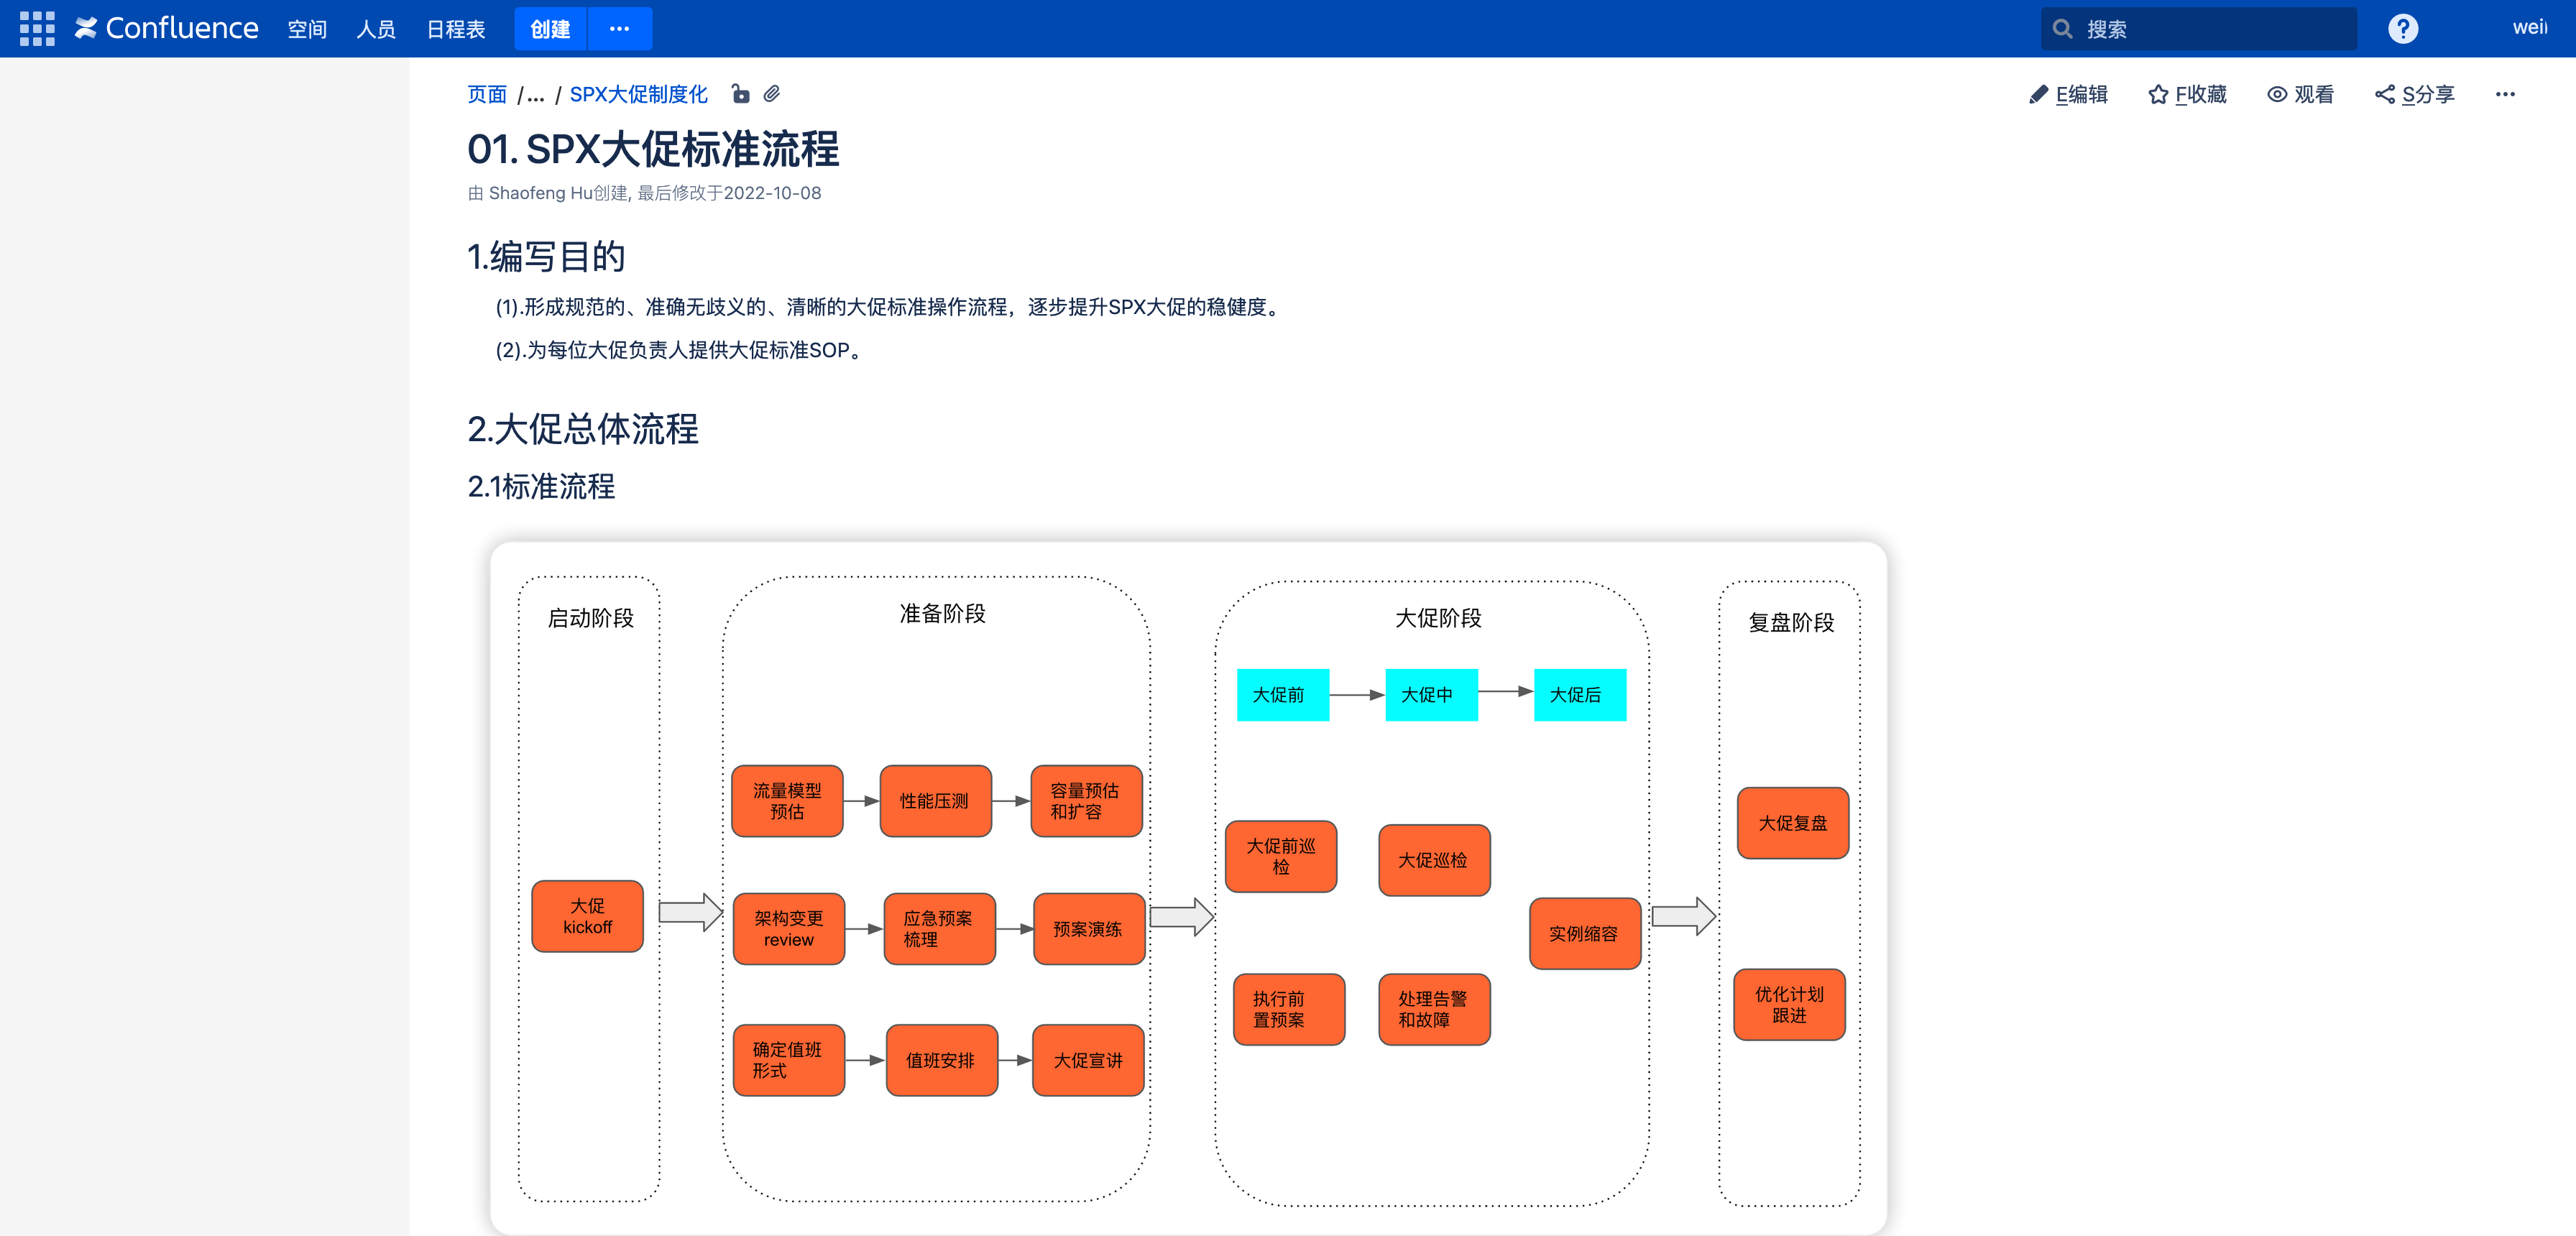 Confluence 空间 人员 日程表 创建 ··· 搜索 ? weil
页面 /... / SPX大促制度化 E编辑 F收藏 观看 S分享 ···
01. SPX大促标准流程
由 Shaofeng Hu创建, 最后修改于2022-10-08
1.编写目的
(1).形成规范的、准确无歧义的、清晰的大促标准操作流程，逐步提升SPX大促的稳健度。
(2).为每位大促负责人提供大促标准SOP。
2.大促总体流程
2.1标准流程
启动阶段
大促
kickoff
准备阶段
流量模型
预估
性能压测
容量预估
和扩容
架构变更
review
应急预案
梳理
预案演练
确定值班
形式
值班安排
大促宣讲
大促阶段
大促前
大促中
大促后
大促前巡
检
大促巡检
实例缩容
执行前
置预案
处理告警
和故障
复盘阶段
大促复盘
优化计划
跟进